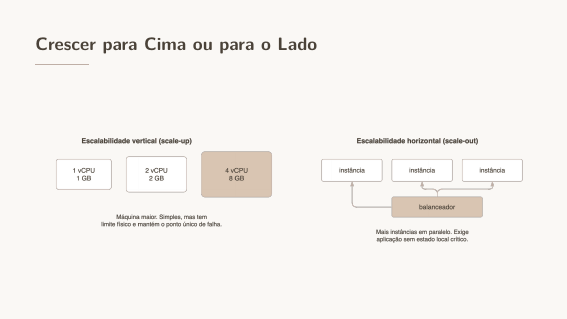 Crescer para Cima ou para o Lado
Escalabilidade vertical (scale-up)
1 vCPU
1 GB
2 vCPU
2 GB
4 vCPU
8 GB
Máquina maior. Simples, mas tem
limite físico e mantém o ponto único de falha.
Escalabilidade horizontal (scale-out)
instância
instância
instância
balanceador
Mais instâncias em paralelo. Exige
aplicação sem estado local crítico.